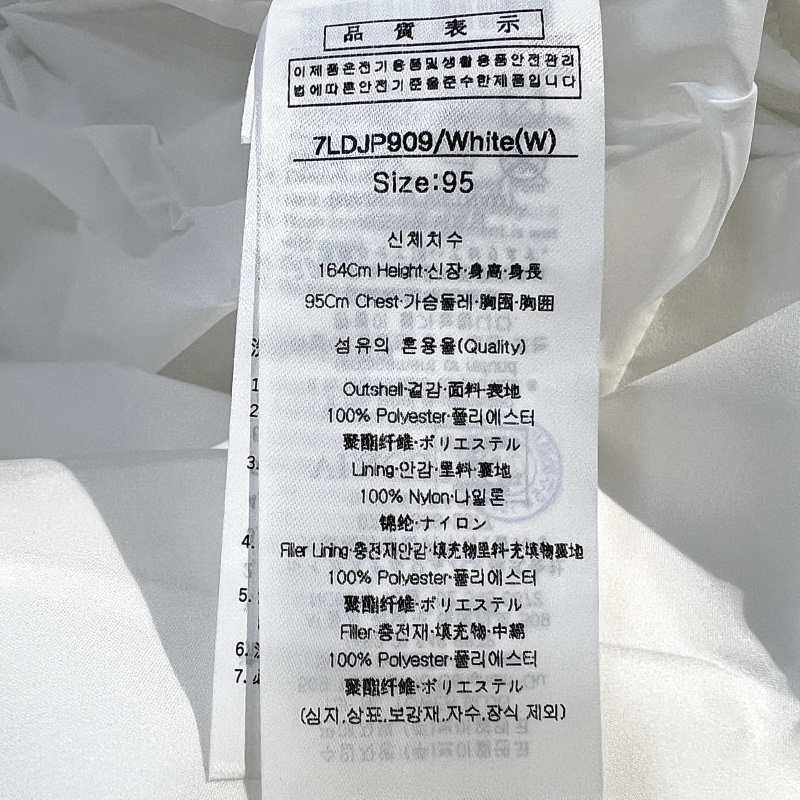 品質表示
이제품은전기용품및생활용품안전관리
법에따른안전기준을준수한제품입니다
7LDJP909/White(W)
Size:95
신체치수
164Cm Height·신장·身高·身長
95Cm Chest·가슴둘레·胸围·胸囲
섬유의 혼용율(Quality)
Outshell·겉감·面料·表地
100% Polyester·폴리에스터
聚酯纤维·ポリエステル
Lining·안감·里料·裏地
100% Nylon·나일론
锦纶·ナイロン
Filler Lining·충전재안감·填充物里料·充填物裏地
100% Polyester·폴리에스터
聚酯纤维·ポリエステル
Filler·충전재·填充物·中綿
100% Polyester·폴리에스터
聚酯纤维·ポリエステル
(심지.상표.보강재.자수.장식 제외)
1
2
3
4.
5.
6.
7.